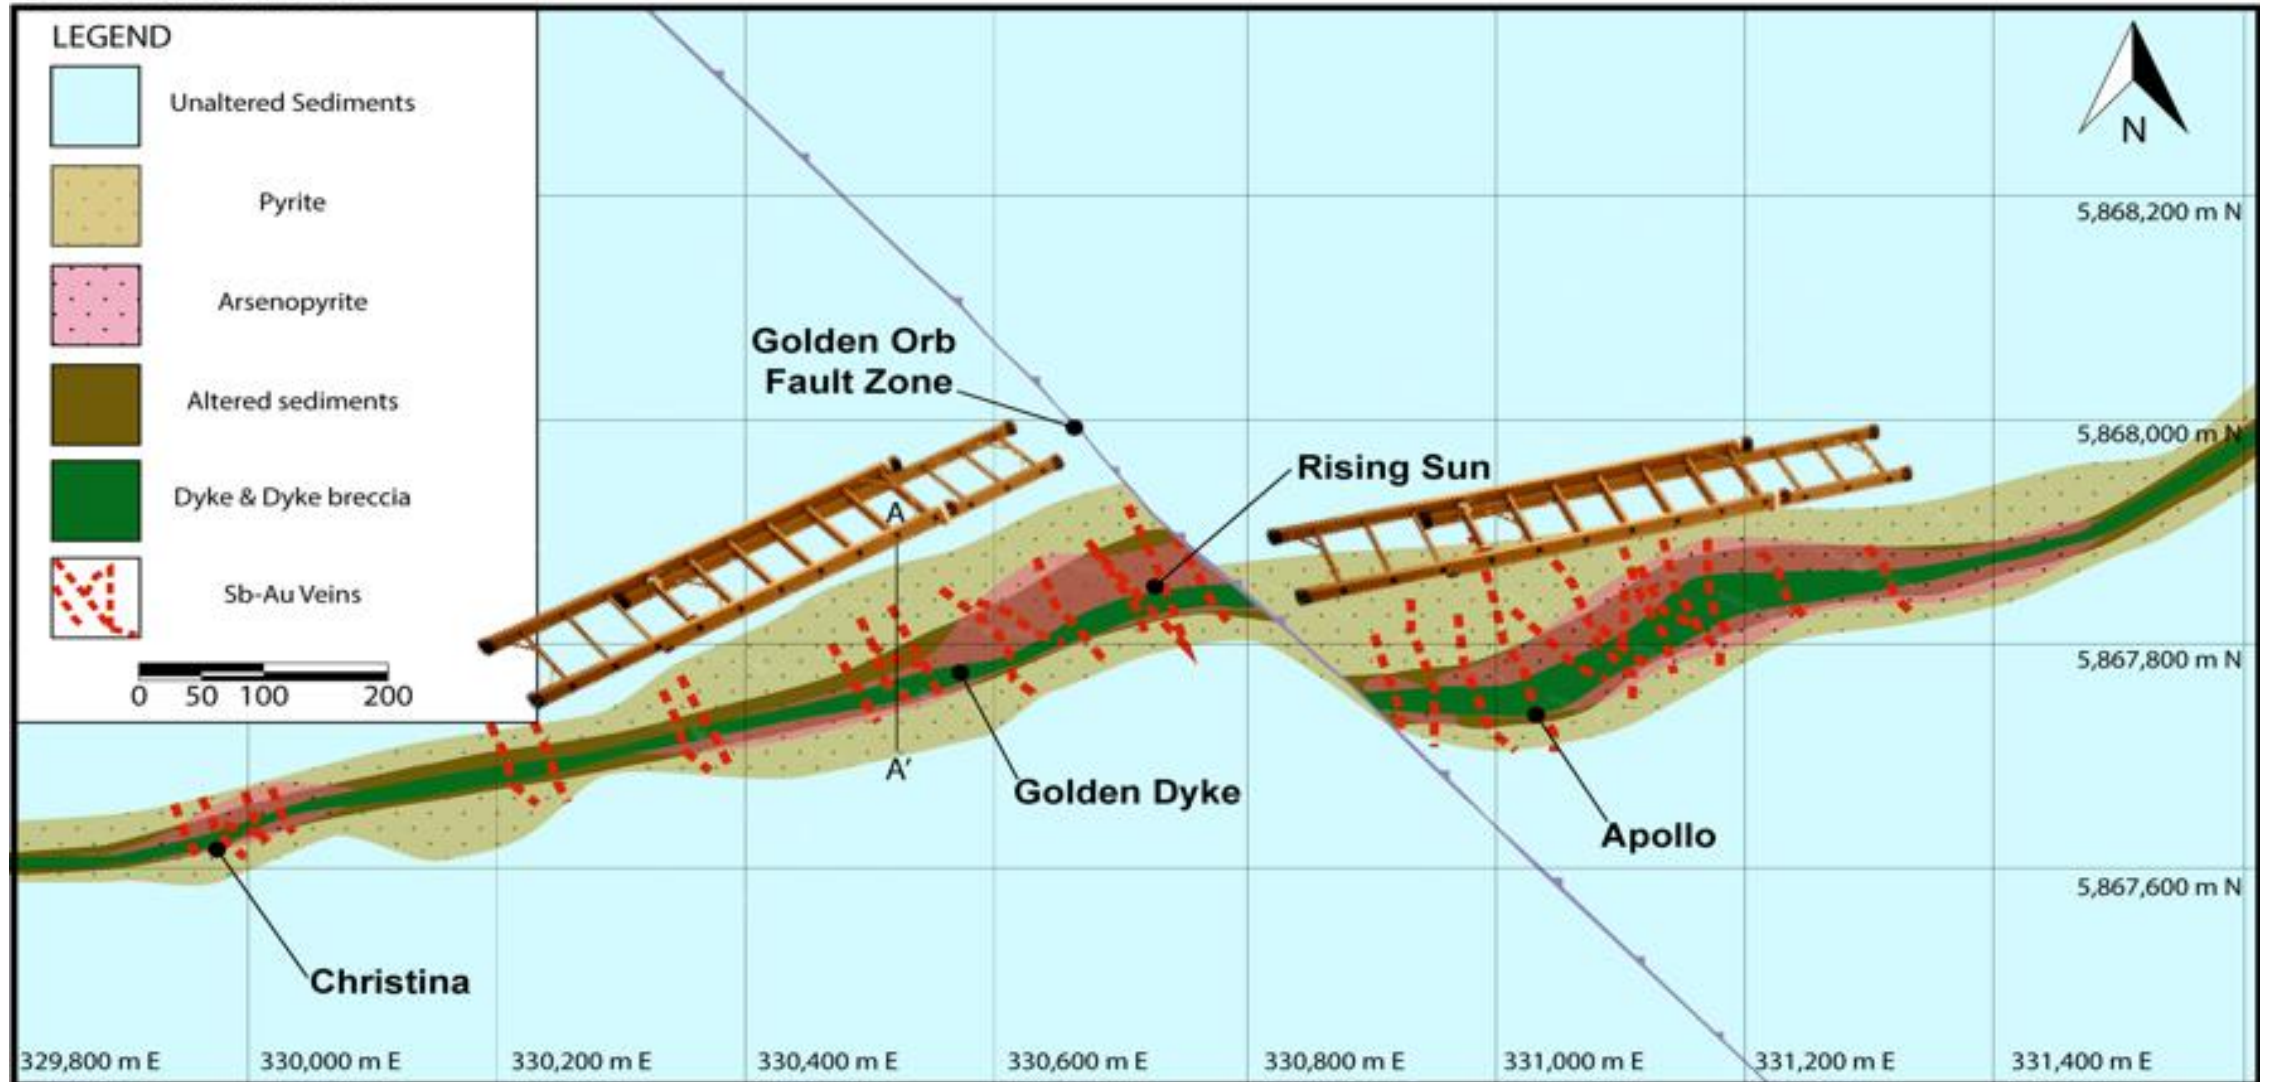 LEGEND
Unaltered Sediments
Pyrite
Arsenopyrite
Altered sediments
Dyke & Dyke breccia
Sb-Au Veins
0 50 100 200
N
5,868,200 m N
Golden Orb
Fault Zone
5,868,000 m N
Rising Sun
A
5,867,800 m N
A'
Golden Dyke
Apollo
5,867,600 m N
Christina
329,800 m E 330,000 m E 330,200 m E 330,400 m E 330,600 m E 330,800 m E 331,000 m E 331,200 m E 331,400 m E